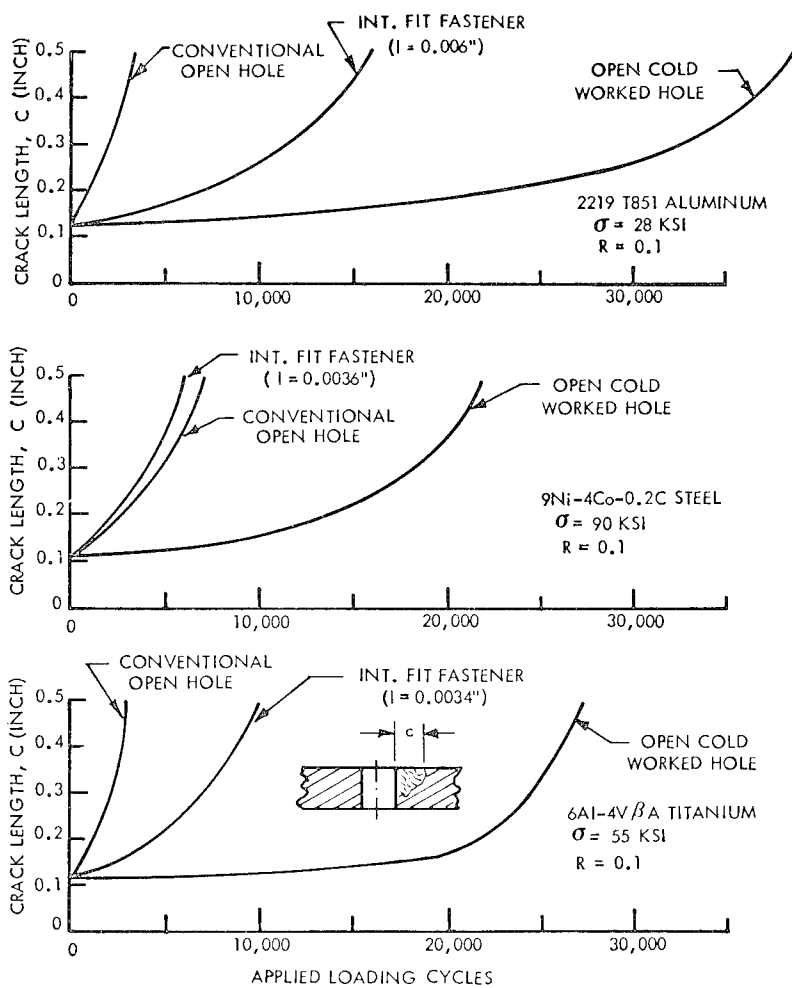 CRACK LENGTH, C (INCH)
0.5
0.4
0.3
0.2
0.1
0
CONVENTIONAL
OPEN HOLE
INT. FIT FASTENER
(I = 0.006")
OPEN COLD
WORKED HOLE
2219 T851 ALUMINUM
σ = 28 KSI
R = 0.1
0 10,000 20,000 30,000
CRACK LENGTH, C (INCH)
0.5
0.4
0.3
0.2
0.1
0
INT. FIT FASTENER
(I = 0.0036")
CONVENTIONAL
OPEN HOLE
OPEN COLD
WORKED HOLE
9Ni-4Co-0.2C STEEL
σ = 90 KSI
R = 0.1
0 10,000 20,000 30,000
CRACK LENGTH, C (INCH)
0.5
0.4
0.3
0.2
0.1
0
CONVENTIONAL
OPEN HOLE
INT. FIT FASTENER
(I = 0.0034")
C
OPEN COLD
WORKED HOLE
6Al-4V βA TITANIUM
σ = 55 KSI
R = 0.1
0 10,000 20,000 30,000
APPLIED LOADING CYCLES